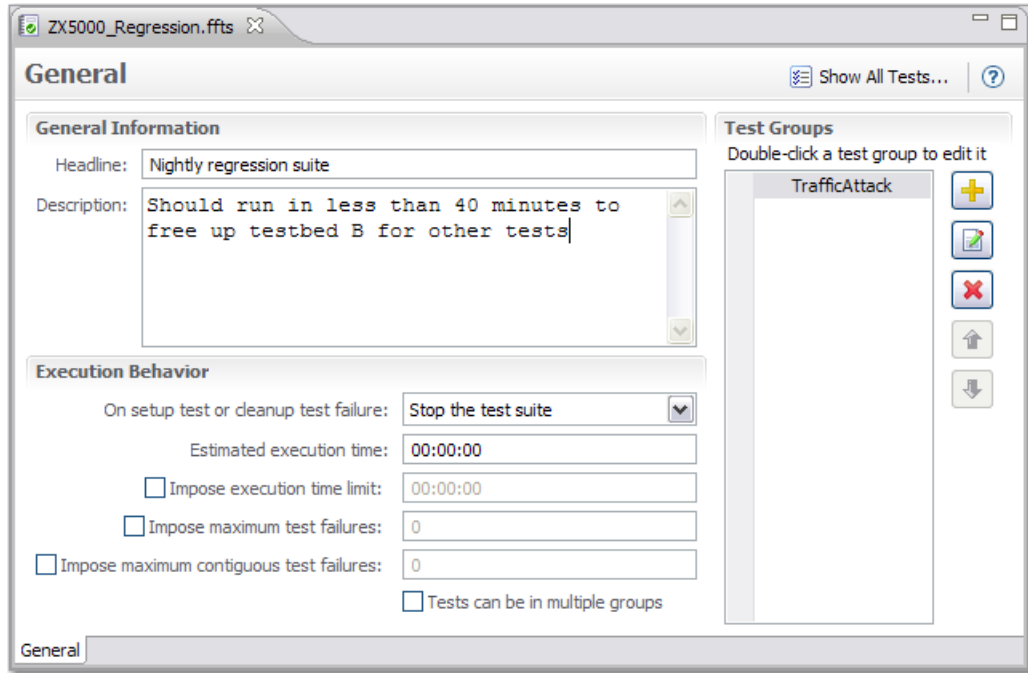 ZX5000_Regression.ffts
General
Show All Tests...
General Information
Headline: Nightly regression suite
Description: Should run in less than 40 minutes to
free up testbed B for other tests
Execution Behavior
On setup test or cleanup test failure: Stop the test suite
Estimated execution time: 00:00:00
Impose execution time limit: 00:00:00
Impose maximum test failures: 0
Impose maximum contiguous test failures: 0
Tests can be in multiple groups
Test Groups
Double-click a test group to edit it
TrafficAttack
General